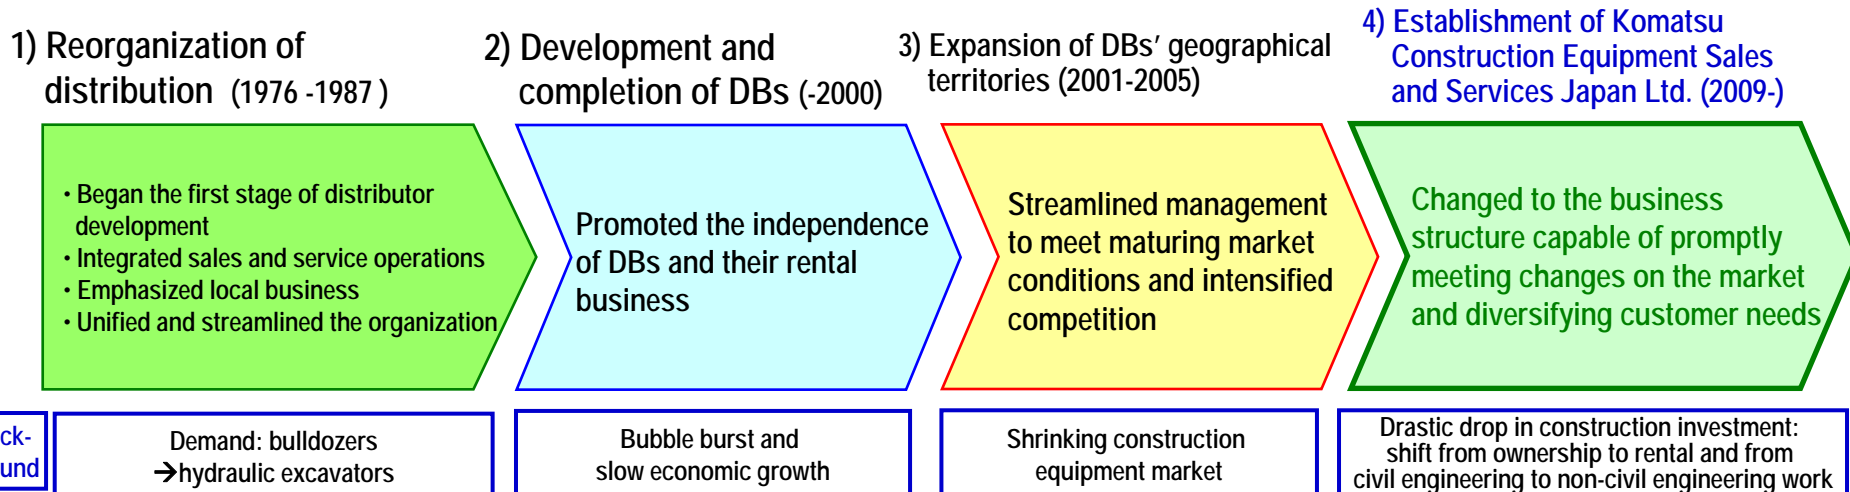 1) Reorganization of
distribution (1976 -1987 )
2) Development and
completion of DBs (-2000)
3) Expansion of DBs' geographical
territories (2001-2005)
4) Establishment of Komatsu
Construction Equipment Sales
and Services Japan Ltd. (2009-)
・Began the first stage of distributor
development
・Integrated sales and service operations
・Emphasized local business
・Unified and streamlined the organization
Promoted the independence
of DBs and their rental
business
Streamlined management
to meet maturing market
conditions and intensified
competition
Changed to the business
structure capable of promptly
meeting changes on the market
and diversifying customer needs
ck-
und
Demand: bulldozers
→hydraulic excavators
Bubble burst and
slow economic growth
Shrinking construction
equipment market
Drastic drop in construction investment:
shift from ownership to rental and from
civil engineering to non-civil engineering work